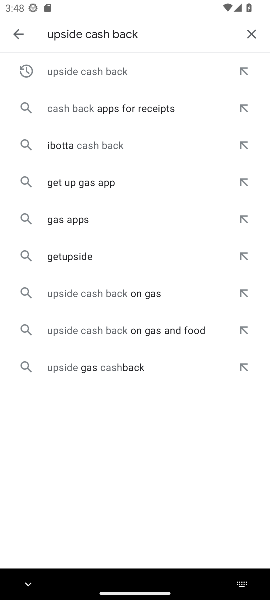 3:48
upside cash back
upside cash back
cash back apps for receipts
ibotta cash back
get up gas app
gas apps
getupside
upside cash back on gas
upside cash back on gas and food
upside gas cashback